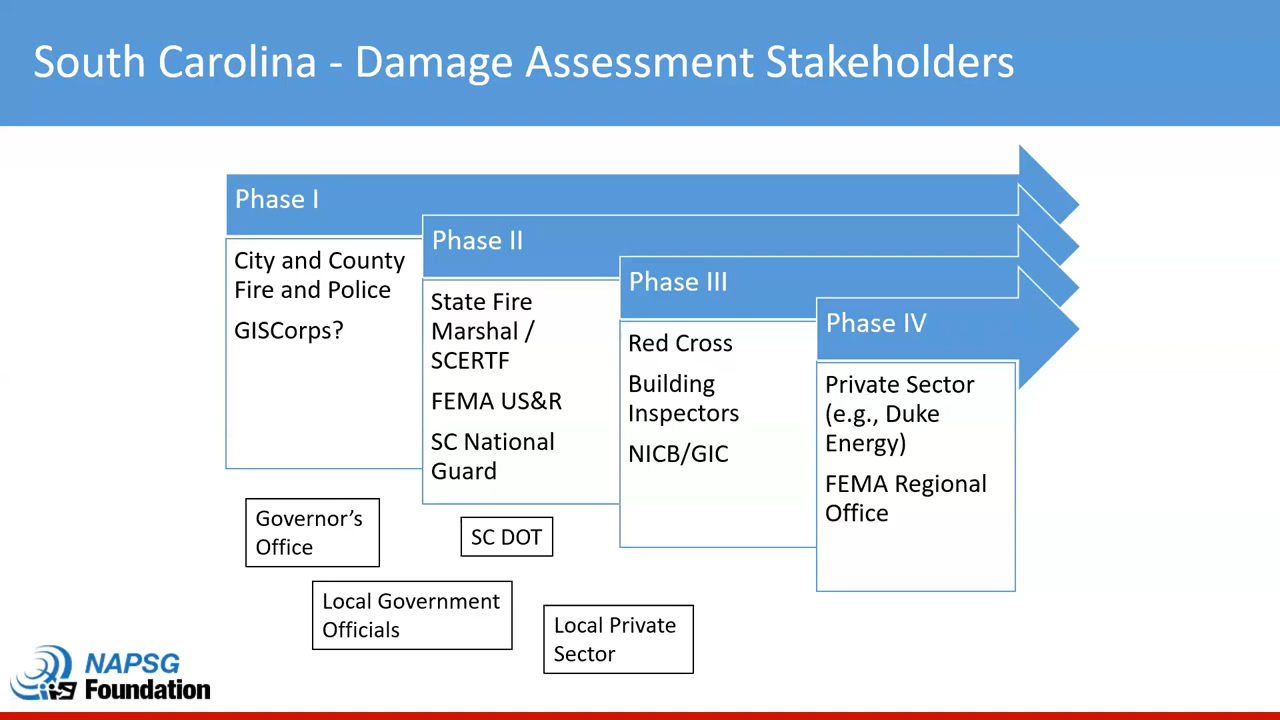 South Carolina - Damage Assessment Stakeholders
Phase I
City and County
Fire and Police
GISCorps?
Phase II
State Fire
Marshal /
SCERTF
FEMA US&R
SC National
Guard
Phase III
Red Cross
Building
Inspectors
NICB/GIC
Phase IV
Private Sector
(e.g., Duke
Energy)
FEMA Regional
Office
Governor's
Office
SC DOT
Local Government
Officials
Local Private
Sector
NAPSG
Foundation